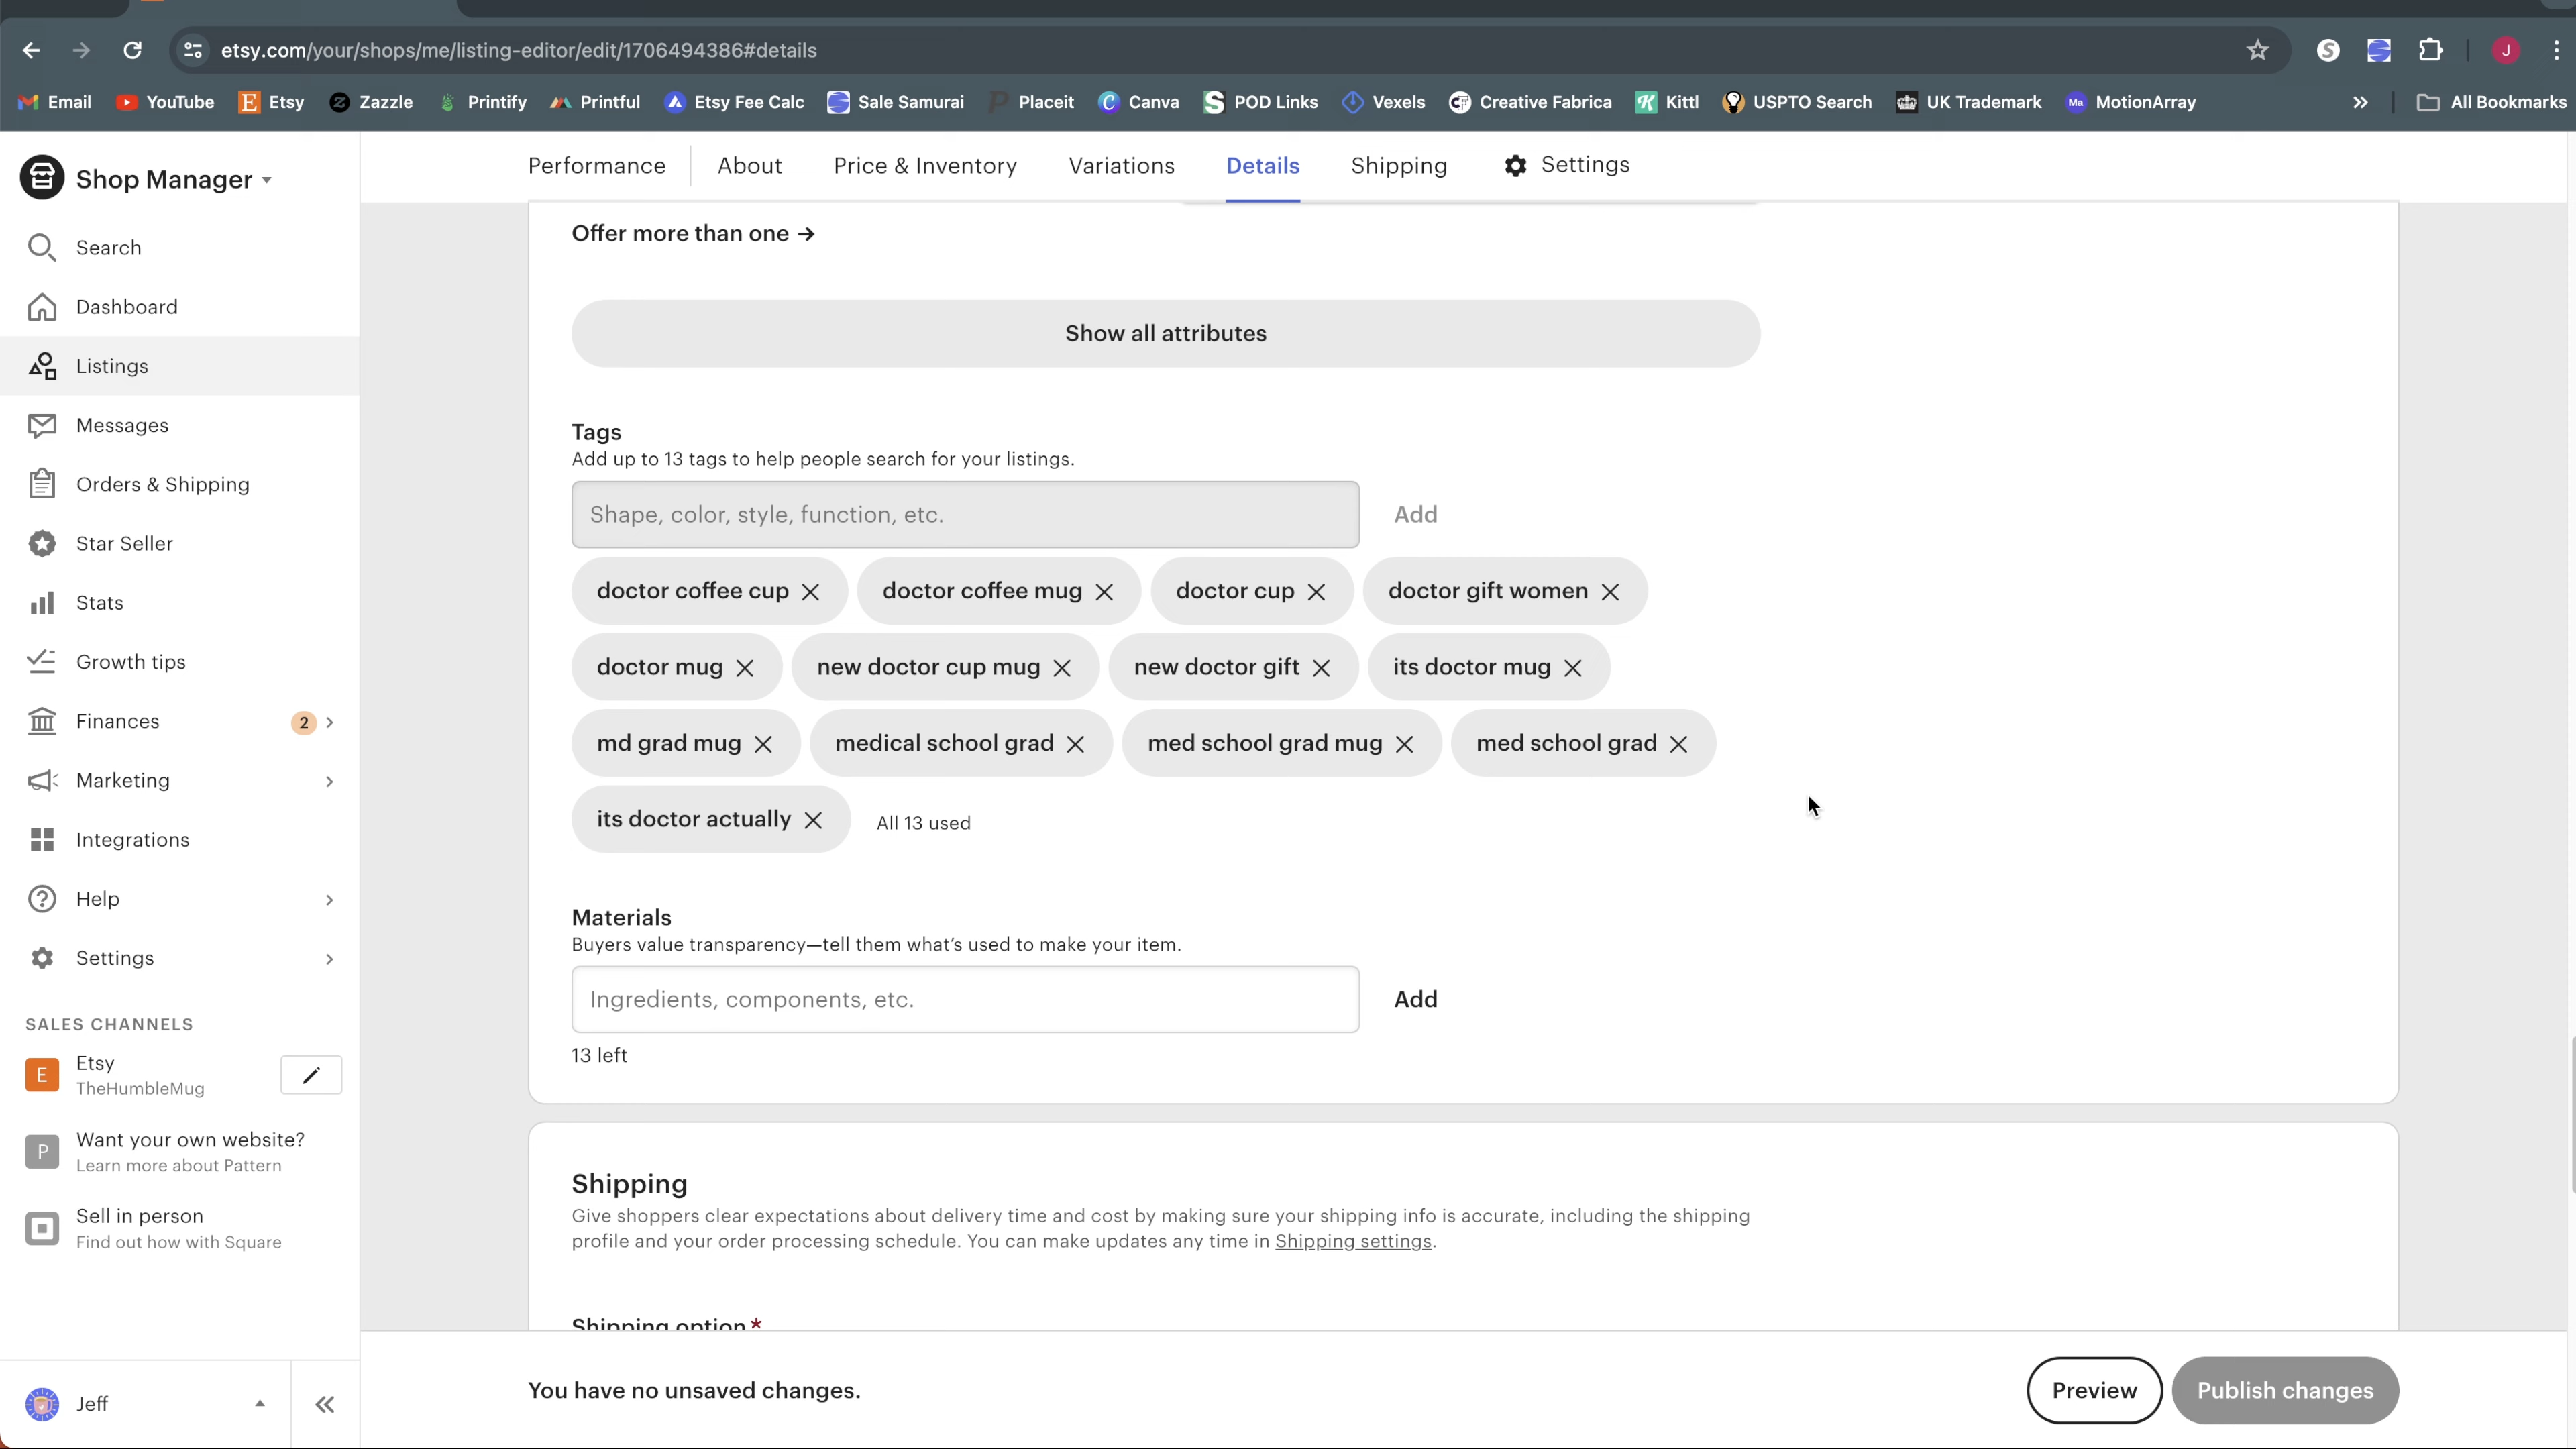 etsy.com/your/shops/me/listing-editor/edit/1706494386#details
J
Email YouTube Etsy Zazzle Printify Printful Etsy Fee Calc Sale Samurai Placeit Canva POD Links Vexels Creative Fabrica Kittl USPTO Search UK Trademark MotionArray » All Bookmarks
Shop Manager
Search
Dashboard
Listings
Messages
Orders & Shipping
Star Seller
Stats
Growth tips
Finances 2
Marketing
Integrations
Help
Settings
SALES CHANNELS
E Etsy
TheHumbleMug
P Want your own website?
Learn more about Pattern
Sell in person
Find out how with Square
Jeff
Performance About Price & Inventory Variations Details Shipping Settings
Offer more than one →
Show all attributes
Tags
Add up to 13 tags to help people search for your listings.
Shape, color, style, function, etc. Add
doctor coffee cup doctor coffee mug doctor cup doctor gift women
doctor mug new doctor cup mug new doctor gift its doctor mug
md grad mug medical school grad med school grad mug med school grad
its doctor actually All 13 used
Materials
Buyers value transparency—tell them what's used to make your item.
Ingredients, components, etc. Add
13 left
Shipping
Give shoppers clear expectations about delivery time and cost by making sure your shipping info is accurate, including the shipping
profile and your order processing schedule. You can make updates any time in Shipping settings.
Shipping option *
You have no unsaved changes. Preview Publish changes